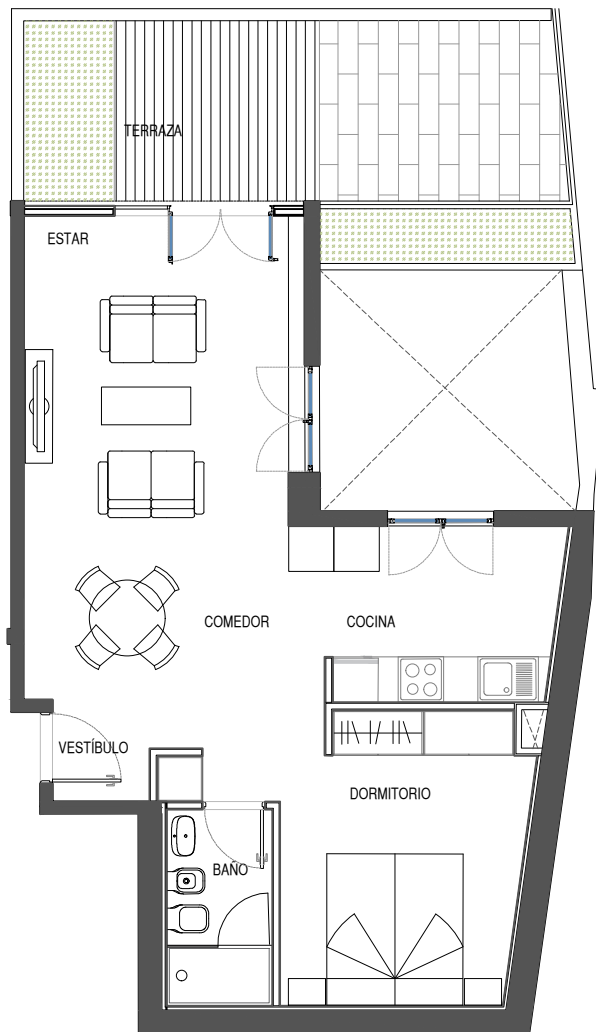 TERRAZA
ESTAR
COMEDOR
COCINA
VESTÍBULO
DORMITORIO
BAÑO